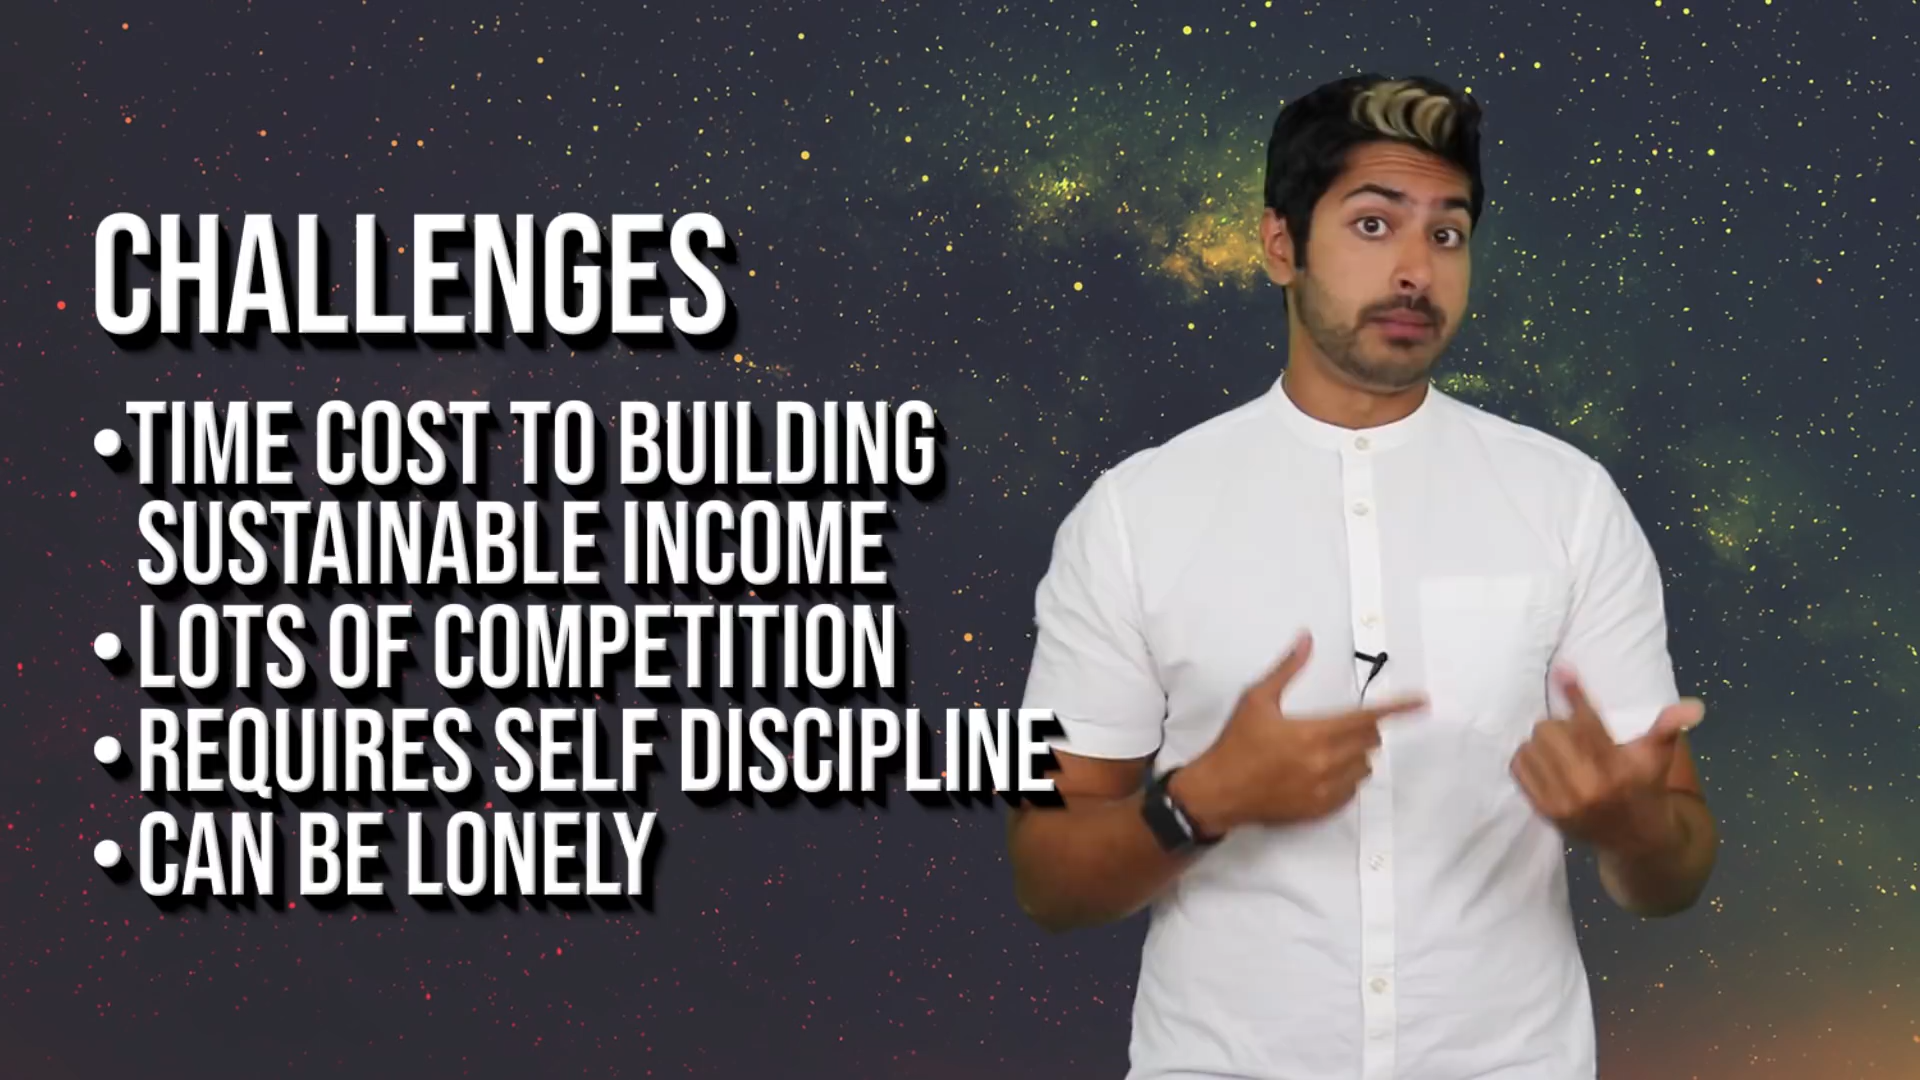 CHALLENGES
•TIME COST TO BUILDING
SUSTAINABLE INCOME
• LOTS OF COMPETITION
• REQUIRES SELF DISCIPLINE
• CAN BE LONELY